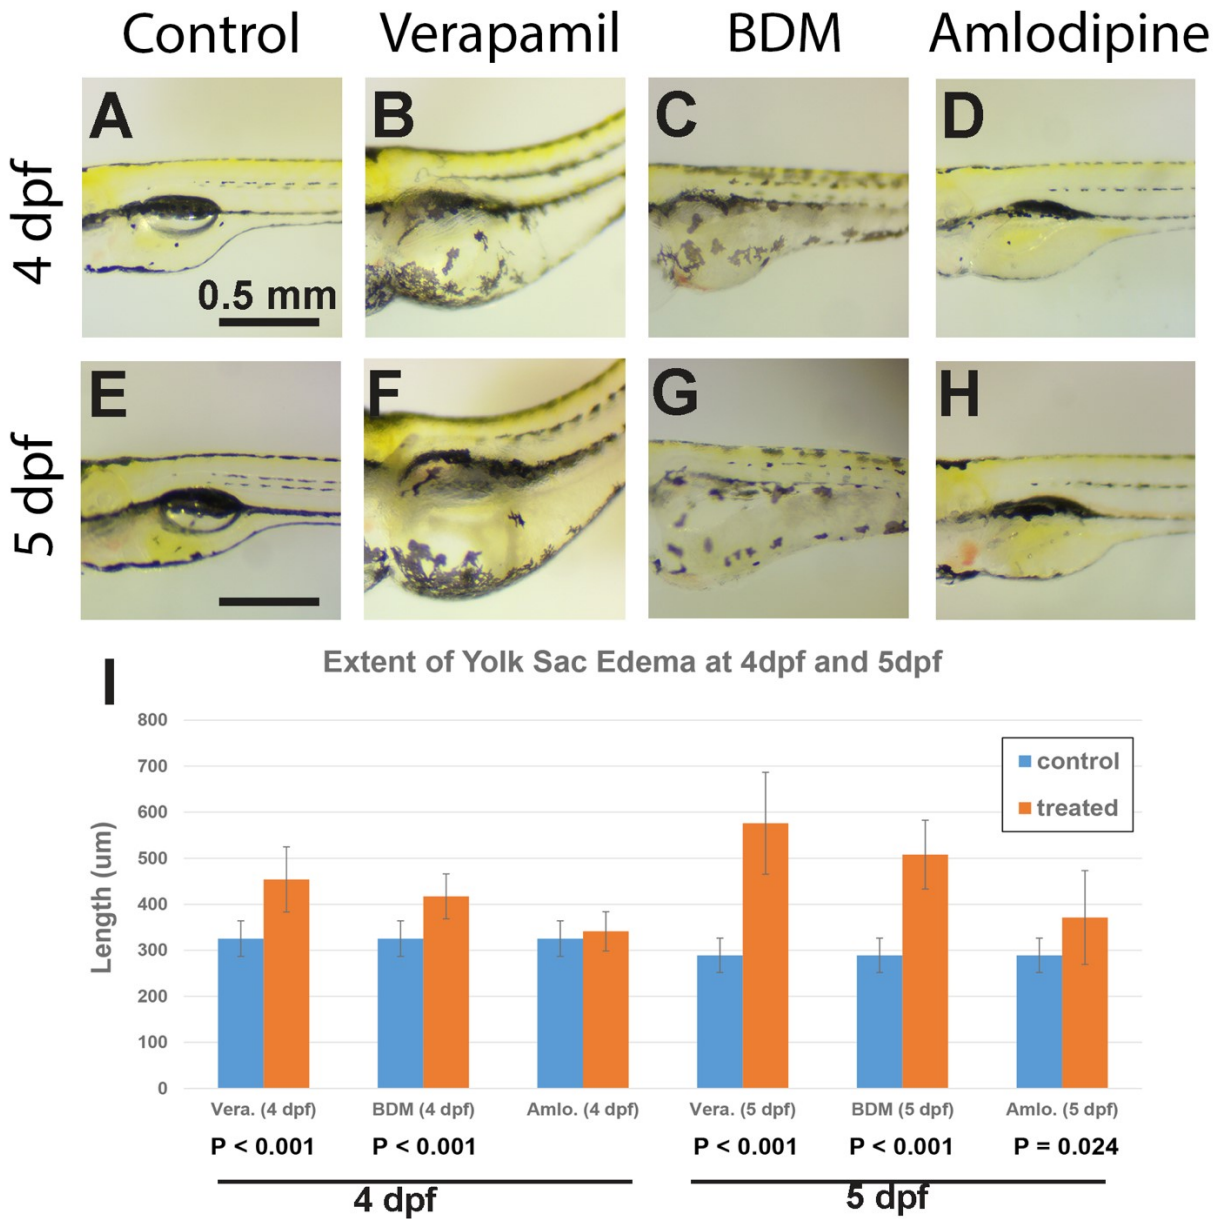 Control Verapamil BDM Amlodipine
4 dpf
A B C D
0.5 mm
5 dpf
E F G H
I
Extent of Yolk Sac Edema at 4dpf and 5dpf
Length (um)
800
700
600
500
400
300
200
100
0
control
treated
Vera. (4 dpf) BDM (4 dpf) Amlo. (4 dpf) Vera. (5 dpf) BDM (5 dpf) Amlo. (5 dpf)
P < 0.001 P < 0.001 P < 0.001 P < 0.001 P = 0.024
4 dpf 5 dpf